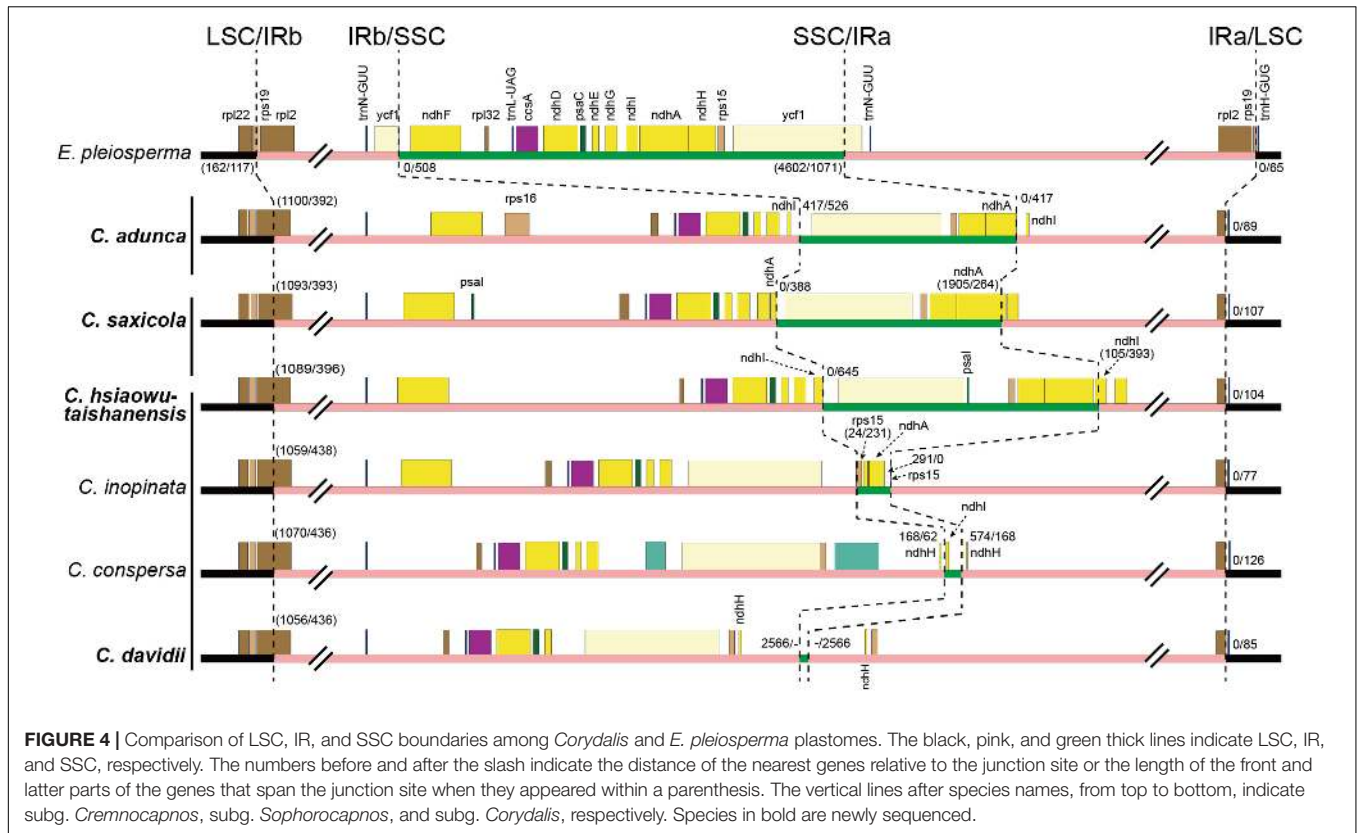 LSC/IRb IRb/SSC SSC/IRa IRa/LSC
rpl22 rps19 rpl2 trnN-GUU ycf1 ndhF rpl32 trnL-UAG ccsA ndhD psaC ndhE ndhG ndhI ndhA ndhH rps15 ycf1 trnN-GUU rpl2 rps19 trnH-GUG
E. pleiosperma
(162/117) 0/508 (4602/1071) 0/65
(1100/392) rps16 ndhI 417/526 ndhA 0/417 ndhI 0/89
C. adunca
(1093/393) psaI ndhA 0/388 ndhA (1905/264) 0/107
C. saxicola
(1089/396) ndhI 0/645 psaI ndhI (105/393) 0/104
C. hsiaowu-
taishanensis
(1059/438) rps15 (24/231) ndhA 291/0 rps15 0/77
C. inopinata
(1070/436) 168/62 ndhH ndhI 574/168 ndhH 0/126
C. conspersa
(1056/436) ndhH 2566/- -/2566 ndhH 0/85
C. davidii
FIGURE 4 | Comparison of LSC, IR, and SSC boundaries among Corydalis and E. pleiosperma plastomes. The black, pink, and green thick lines indicate LSC, IR,
and SSC, respectively. The numbers before and after the slash indicate the distance of the nearest genes relative to the junction site or the length of the front and
latter parts of the genes that span the junction site when they appeared within a parenthesis. The vertical lines after species names, from top to bottom, indicate
subg. Cremnocapnos, subg. Sophorocapnos, and subg. Corydalis, respectively. Species in bold are newly sequenced.